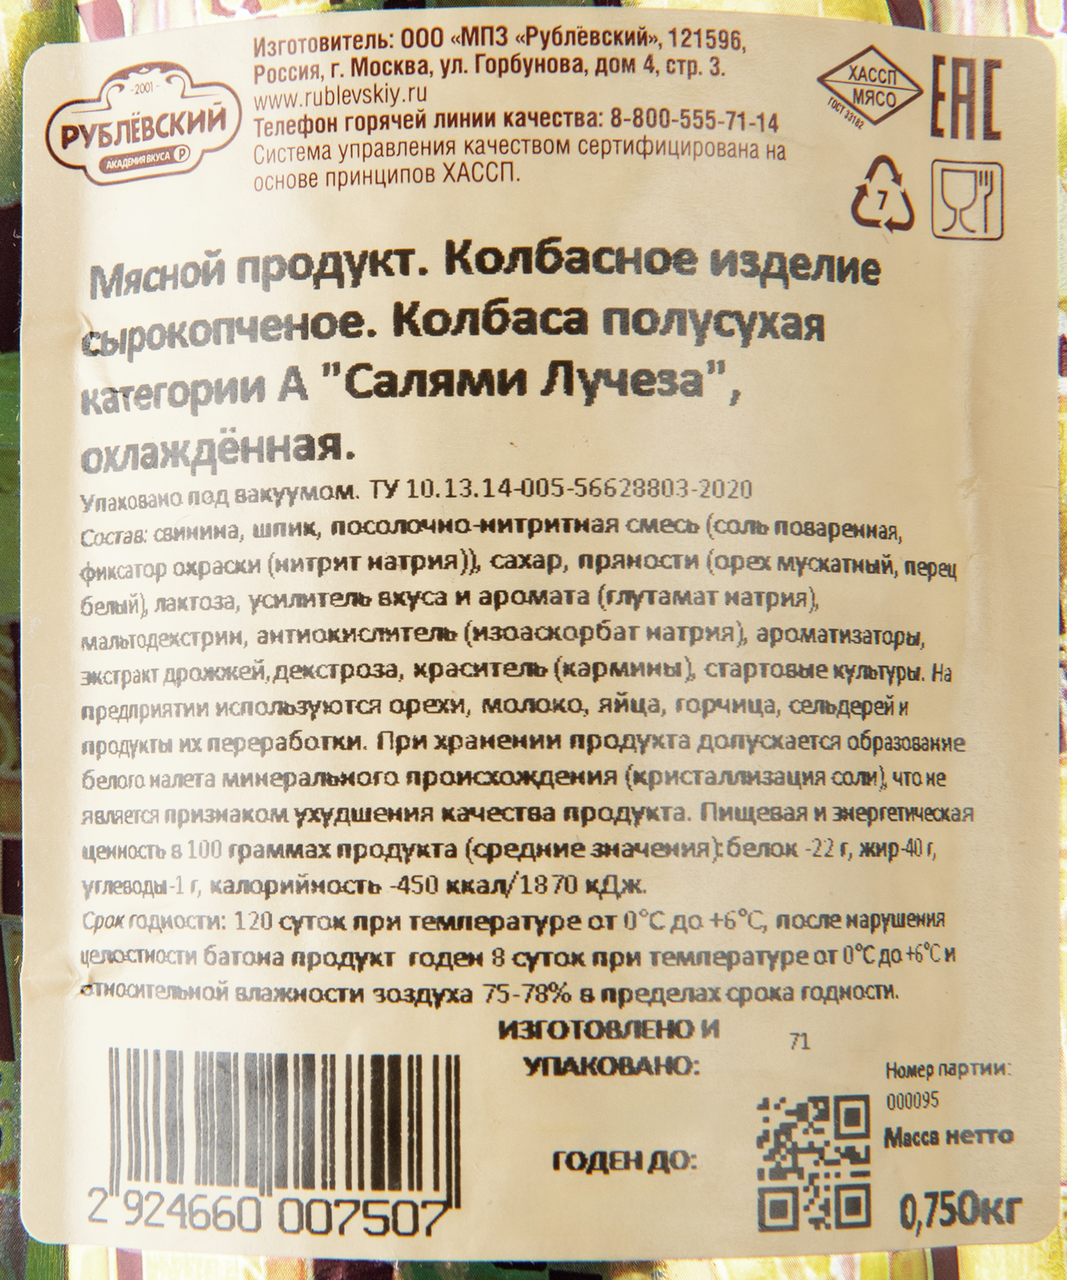 Изготовитель: ООО «МПЗ «Рублёвский», 121596,
Россия, г. Москва, ул. Горбунова, дом 4, стр. 3.
www.rublevskiy.ru
Телефон горячей линии качества: 8-800-555-71-14
Система управления качеством сертифицирована на
основе принципов ХАССП.
-2001-
РУБЛЁВСКИЙ
АКАДЕМИЯ ВКУСА Р
ХАССП
МЯСО
ГОСТ 33182
ЕАС
7
Мясной продукт. Колбасное изделие
сырокопченое. Колбаса полусухая
категории А "Салями Лучеза",
охлаждённая.
Упаковано под вакуумом. ТУ 10.13.14-005-56628803-2020
Состав: свинина, шпик, посолочно-нитритная смесь (соль поваренная,
фиксатор окраски (нитрит натрия)), сахар, пряности (орех мускатный, перец
белый), лактоза, усилитель вкуса и аромата (глутамат натрия),
мальтодекстрин, антиокислитель (изоаскорбат натрия), ароматизаторы,
экстракт дрожжей, декстроза, краситель (кармины), стартовые культуры. На
предприятии используются орехи, молоко, яйца, горчица, сельдерей и
продукты их переработки. При хранении продукта допускается образование
белого налета минерального происхождения (кристаллизация соли), что не
является признаком ухудшения качества продукта. Пищевая и энергетическая
ценность в 100 граммах продукта (средние значения): белок -22 г, жир-40 г,
углеводы-1 г, калорийность -450 ккал/1870 кДж.
Срок годности: 120 суток при температуре от 0°С до +6°С, после нарушения
целостности батона продукт годен 8 суток при температуре от 0°С до +6°С и
относительной влажности воздуха 75-78% в пределах срока годности.
ИЗГОТОВЛЕНО И
УПАКОВАНО:
71
ГОДЕН ДО:
Номер партии:
000095
Масса нетто
0,750кг
2 924660 007507